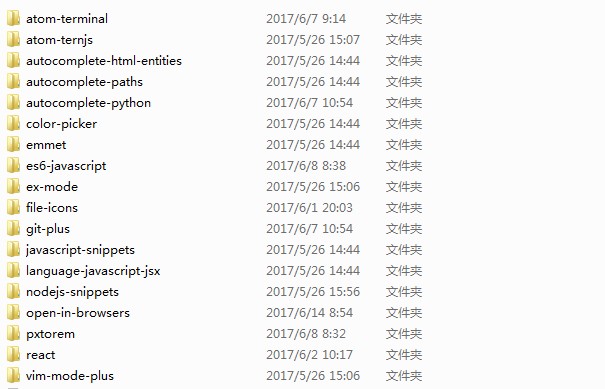 atom-terminal 2017/6/7 9:14 文件夹
atom-ternjs 2017/5/26 15:07 文件夹
autocomplete-html-entities 2017/5/26 14:44 文件夹
autocomplete-paths 2017/5/26 14:44 文件夹
autocomplete-python 2017/6/7 10:54 文件夹
color-picker 2017/5/26 14:44 文件夹
emmet 2017/5/26 14:44 文件夹
es6-javascript 2017/6/8 8:38 文件夹
ex-mode 2017/5/26 15:06 文件夹
file-icons 2017/6/1 20:03 文件夹
git-plus 2017/6/7 10:54 文件夹
javascript-snippets 2017/5/26 14:44 文件夹
language-javascript-jsx 2017/5/26 14:44 文件夹
nodejs-snippets 2017/5/26 15:56 文件夹
open-in-browsers 2017/6/14 8:54 文件夹
pxtorem 2017/6/8 8:32 文件夹
react 2017/6/2 10:17 文件夹
vim-mode-plus 2017/5/26 15:06 文件夹